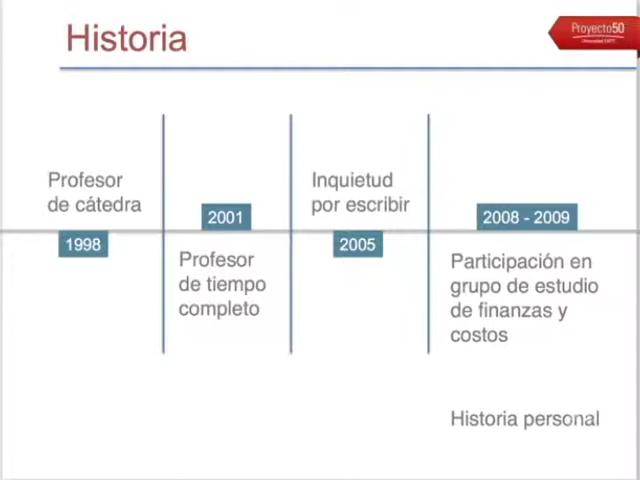 Historia
Proyecto50
Profesor
de cátedra
1998
2001
Profesor
de tiempo
completo
Inquietud
por escribir
2005
2008 - 2009
Participación en
grupo de estudio
de finanzas y
costos
Historia personal